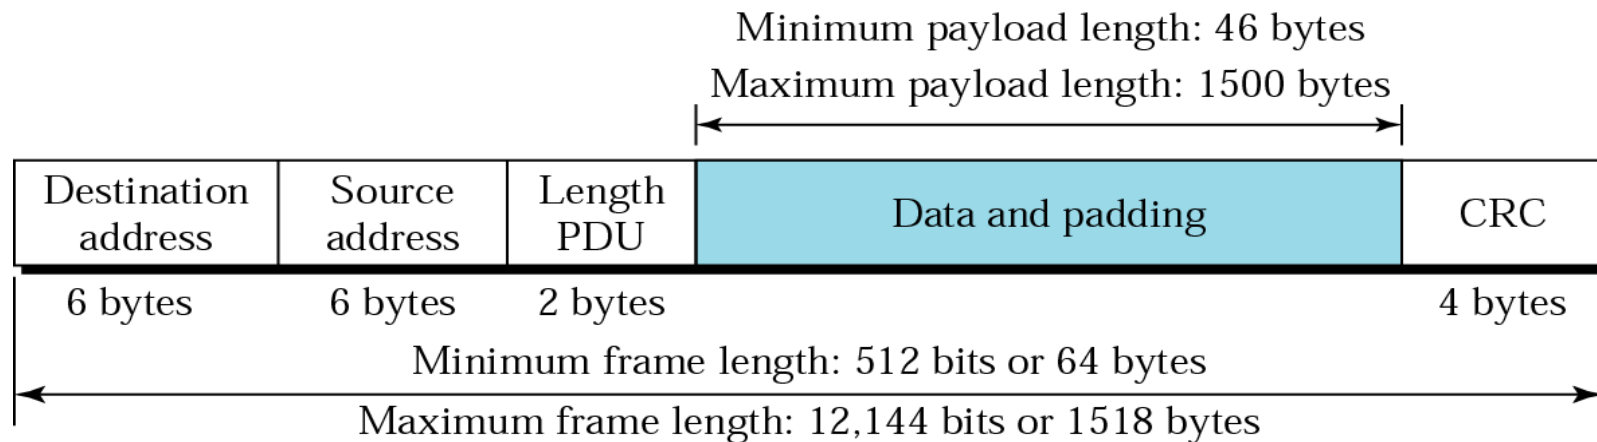 Minimum payload length: 46 bytes
Maximum payload length: 1500 bytes
Destination
address
Source
address
Length
PDU
Data and padding
CRC
6 bytes
6 bytes
2 bytes
4 bytes
Minimum frame length: 512 bits or 64 bytes
Maximum frame length: 12,144 bits or 1518 bytes